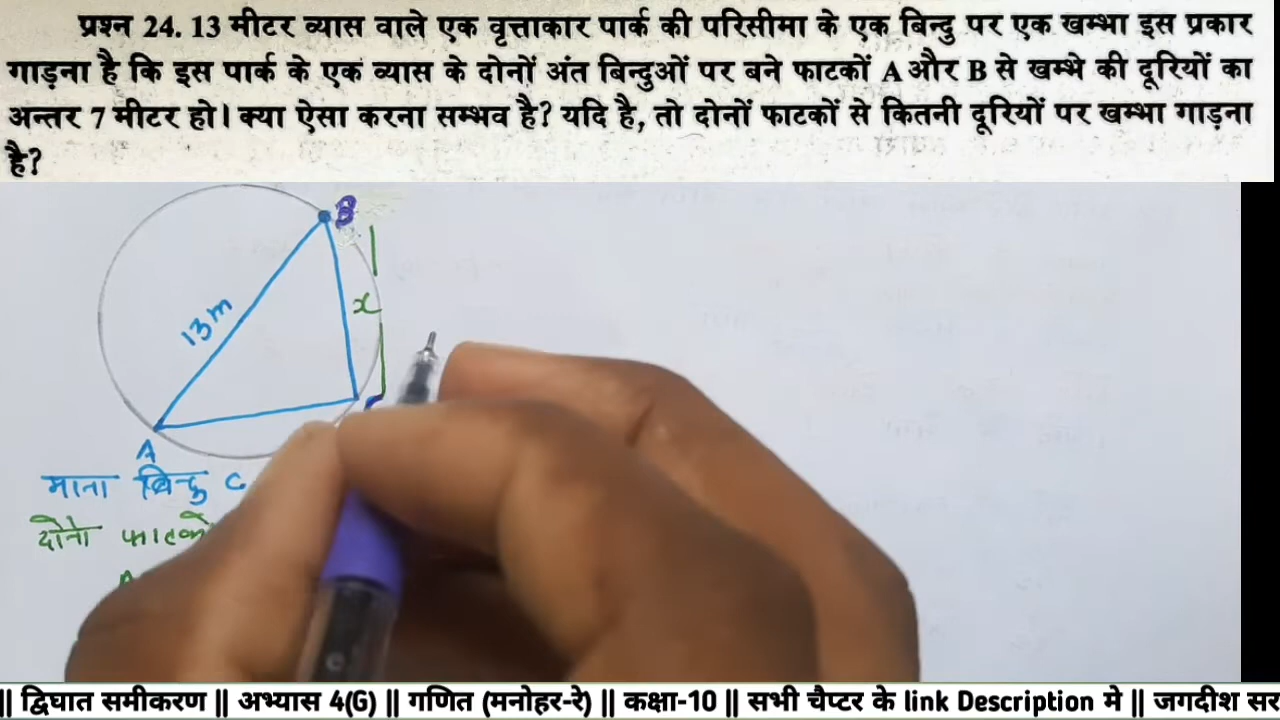 प्रश्न 24. 13 मीटर व्यास वाले एक वृत्ताकार पार्क की परिसीमा के एक बिन्दु पर एक खम्भा इस प्रकार
गाड़ना है कि इस पार्क के एक व्यास के दोनों अंत बिन्दुओं पर बने फाटकों A और B से खम्भे की दूरियों का
अन्तर 7 मीटर हो। क्या ऐसा करना सम्भव है? यदि है, तो दोनों फाटकों से कितनी दूरियों पर खम्भा गाड़ना
है?
B
x
13 m
A
माना बिन्दु C
दोनो फाटको
A
|| द्विघात समीकरण || अभ्यास 4(G) || गणित (मनोहर-रे) || कक्षा-10 || सभी चैप्टर के link Description मे || जगदीश सर